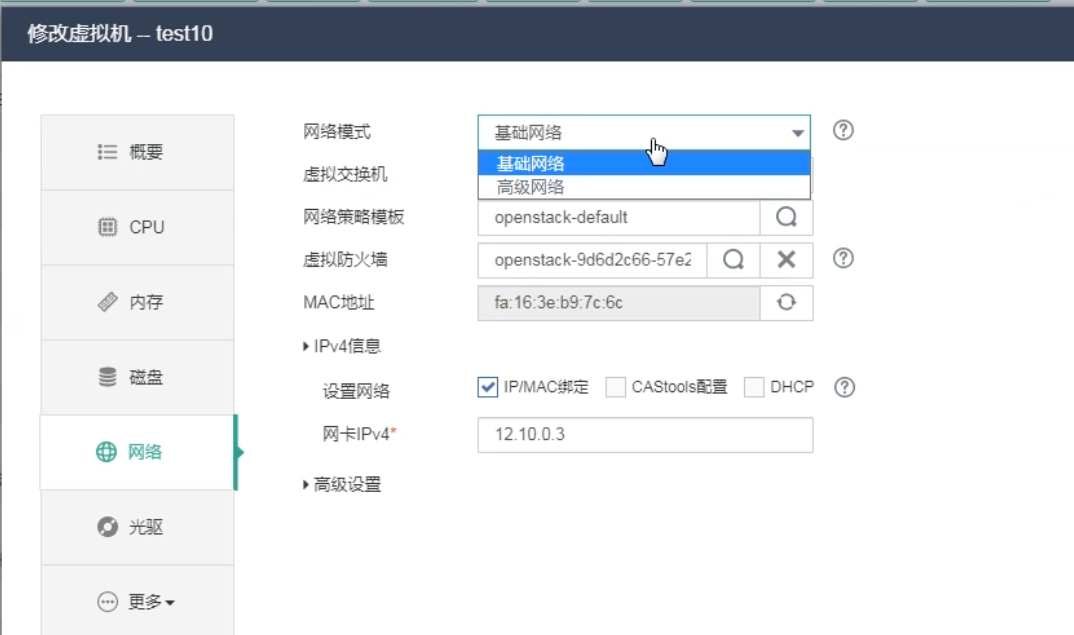 修改虚拟机 -- test10
概要
CPU
内存
磁盘
网络
光驱
更多
网络模式 基础网络
基础网络
高级网络
虚拟交换机
网络策略模板 openstack-default
虚拟防火墙 openstack-9d6d2c66-57e2
MAC地址 fa:16:3e:b9:7c:6c
IPv4信息
设置网络 IP/MAC绑定 CAStools配置 DHCP
网卡IPv4* 12.10.0.3
高级设置